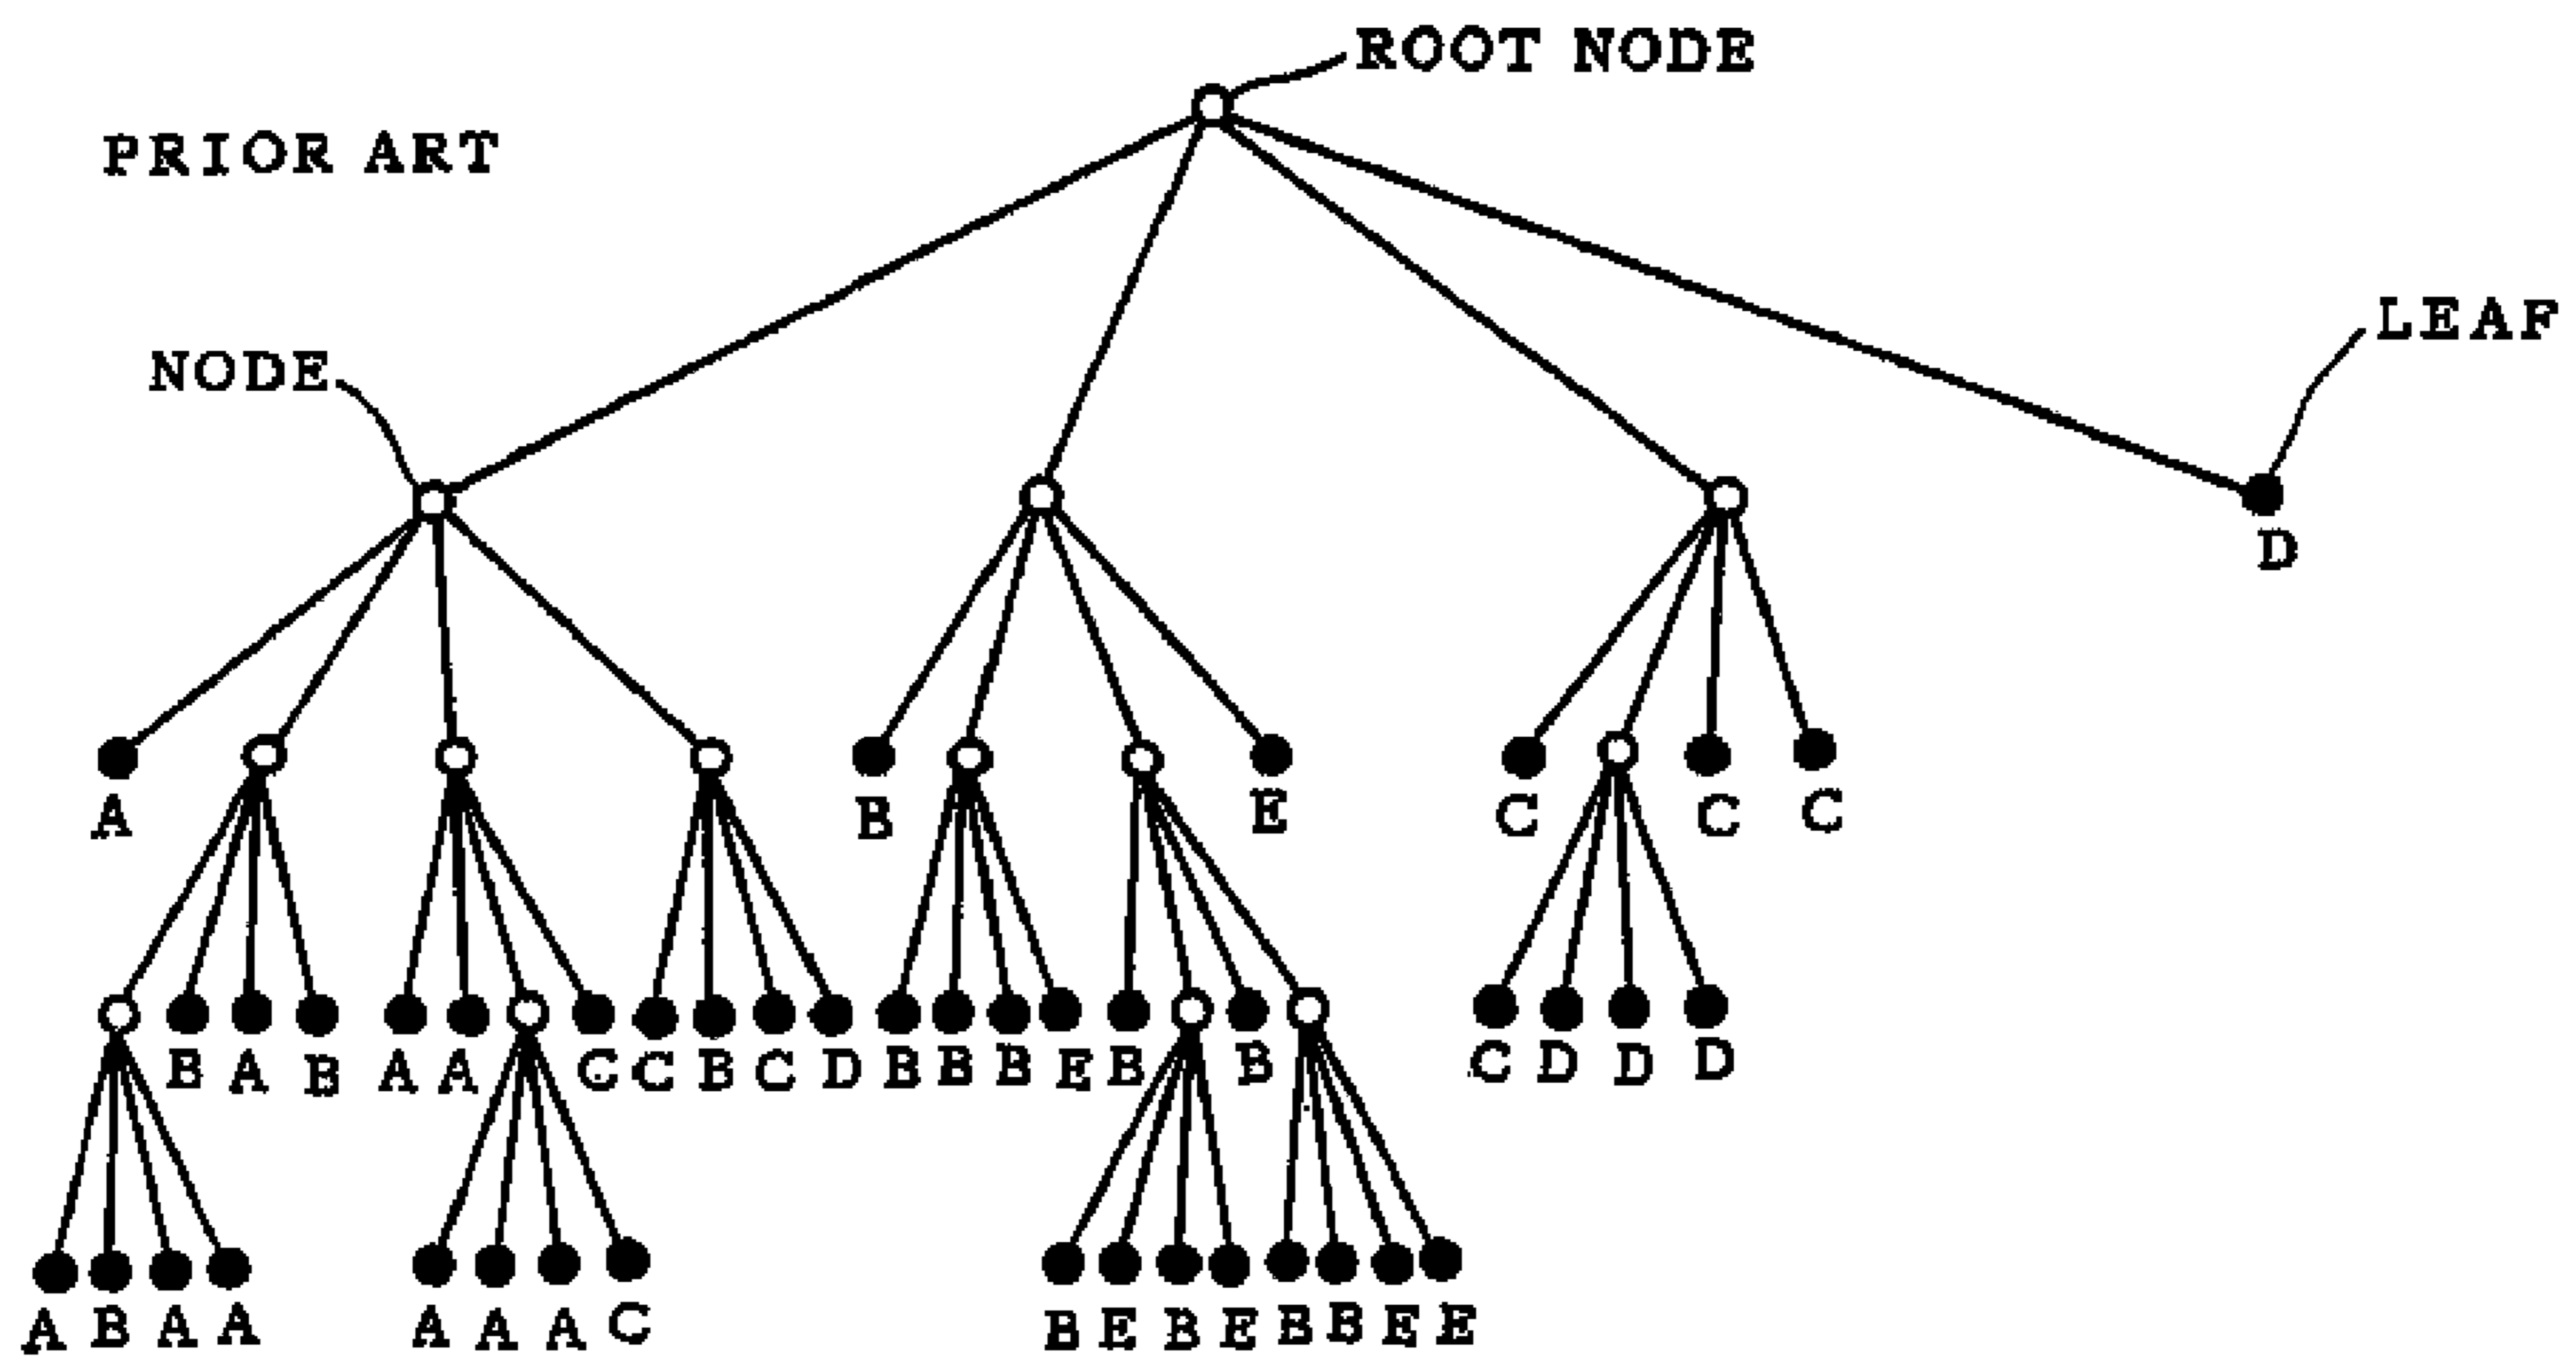 ROOT NODE
PRIOR ART
LEAF
NODE
D
A B E C C C
B A B A A C C B C D B B B E B B C D D D
A B A A A A A C B E B E B B E E